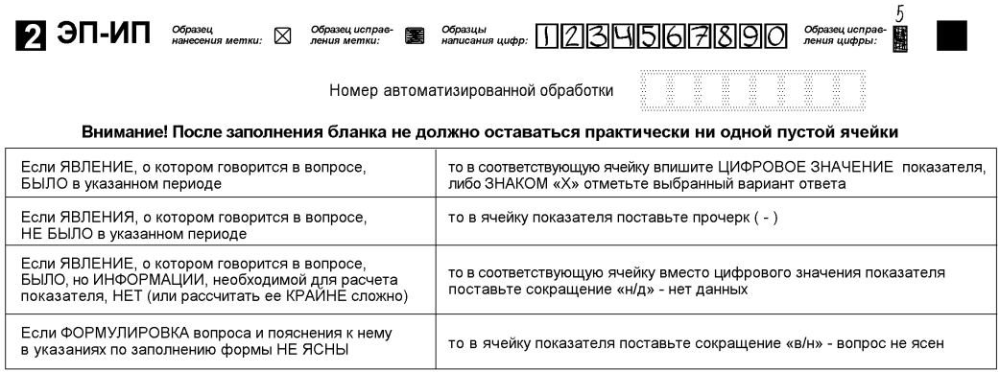 2 ЭП-ИП Образец нанесения метки: Образец исправ- ления метки: Образцы написания цифр: 1 2 3 4 5 6 7 8 9 0 Образец исправ- ления цифры: 5
Номер автоматизированной обработки
Внимание! После заполнения бланка не должно оставаться практически ни одной пустой ячейки
Если ЯВЛЕНИЕ, о котором говорится в вопросе,
БЫЛО в указанном периоде
то в соответствующую ячейку впишите ЦИФРОВОЕ ЗНАЧЕНИЕ показателя,
либо ЗНАКОМ «Х» отметьте выбранный вариант ответа
Если ЯВЛЕНИЯ, о котором говорится в вопросе,
НЕ БЫЛО в указанном периоде
то в ячейку показателя поставьте прочерк ( - )
Если ЯВЛЕНИЕ, о котором говорится в вопросе,
БЫЛО, но ИНФОРМАЦИИ, необходимой для расчета
показателя, НЕТ (или рассчитать ее КРАЙНЕ сложно)
то в соответствующую ячейку вместо цифрового значения показателя
поставьте сокращение «н/д» - нет данных
Если ФОРМУЛИРОВКА вопроса и пояснения к нему
в указаниях по заполнению формы НЕ ЯСНЫ
то в ячейку показателя поставьте сокращение «в/н» - вопрос не ясен